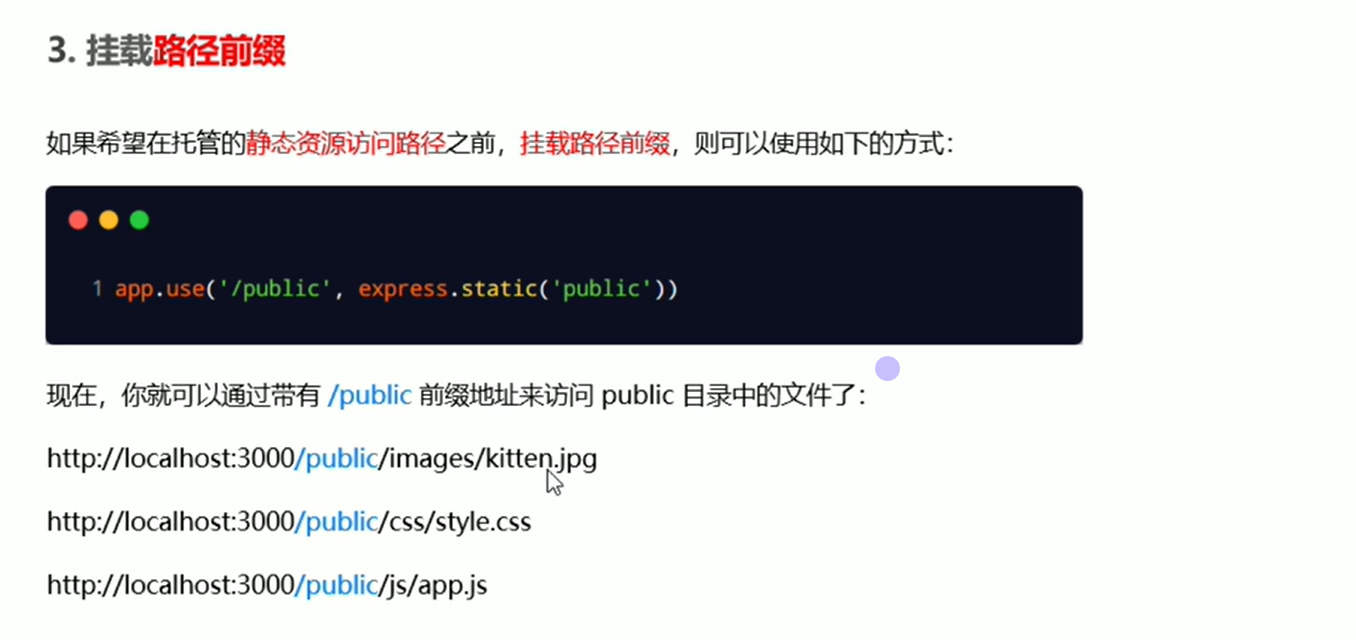 3. 挂载路径前缀
如果希望在托管的静态资源访问路径之前，挂载路径前缀，则可以使用如下的方式：
1 app.use('/public', express.static('public'))
现在，你就可以通过带有 /public 前缀地址来访问 public 目录中的文件了：
http://localhost:3000/public/images/kitten.jpg
http://localhost:3000/public/css/style.css
http://localhost:3000/public/js/app.js